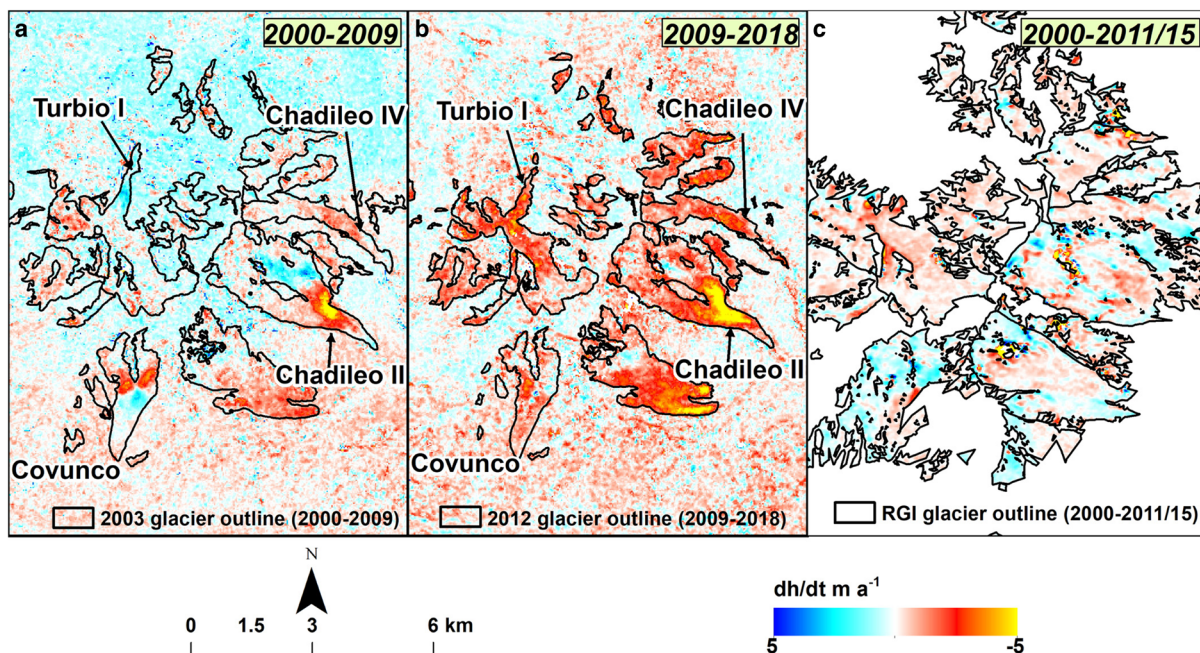 a
2000-2009
Turbio I
Chadileo IV
Chadileo II
Covunco
2003 glacier outline (2000-2009)
b
2009-2018
Turbio I
Chadileo IV
Chadileo II
Covunco
2012 glacier outline (2009-2018)
c
2000-2011/15
RGI glacier outline (2000-2011/15)
N
0 1.5 3 6 km
dh/dt m a⁻¹
5 -5